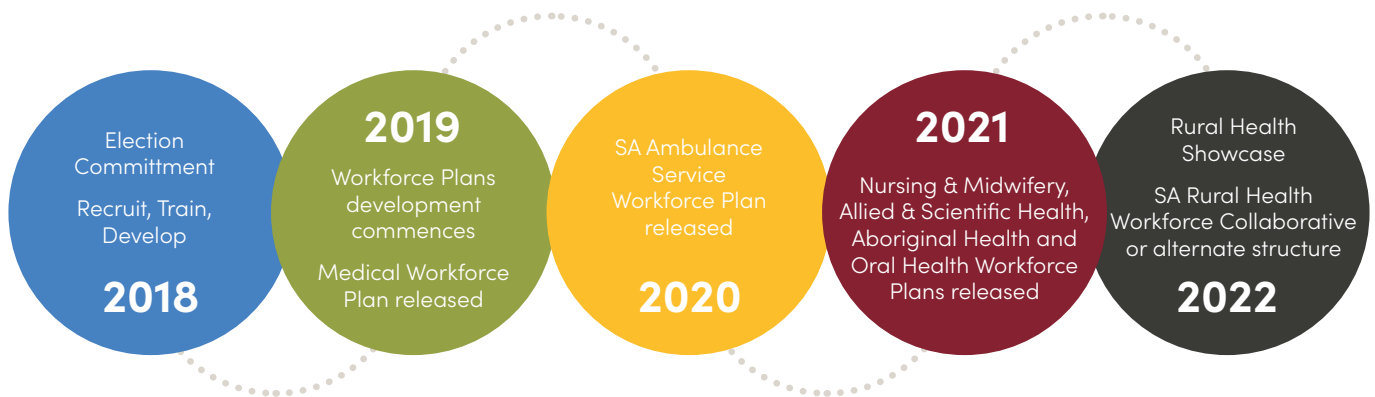 Election
Committment
Recruit, Train,
Develop
2018
2019
Workforce Plans
development
commences
Medical Workforce
Plan released
SA Ambulance
Service
Workforce Plan
released
2020
2021
Nursing & Midwifery,
Allied & Scientific Health,
Aboriginal Health and
Oral Health Workforce
Plans released
Rural Health
Showcase
SA Rural Health
Workforce Collaborative
or alternate structure
2022